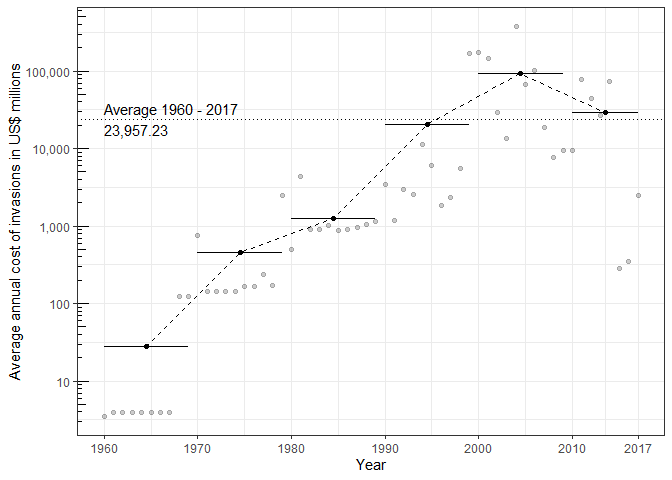 Average annual cost of invasions in US$ millions
100,000
10,000
1,000
100
10
Average 1960 - 2017
23,957.23
1960 1970 1980 1990 2000 2010 2017
Year